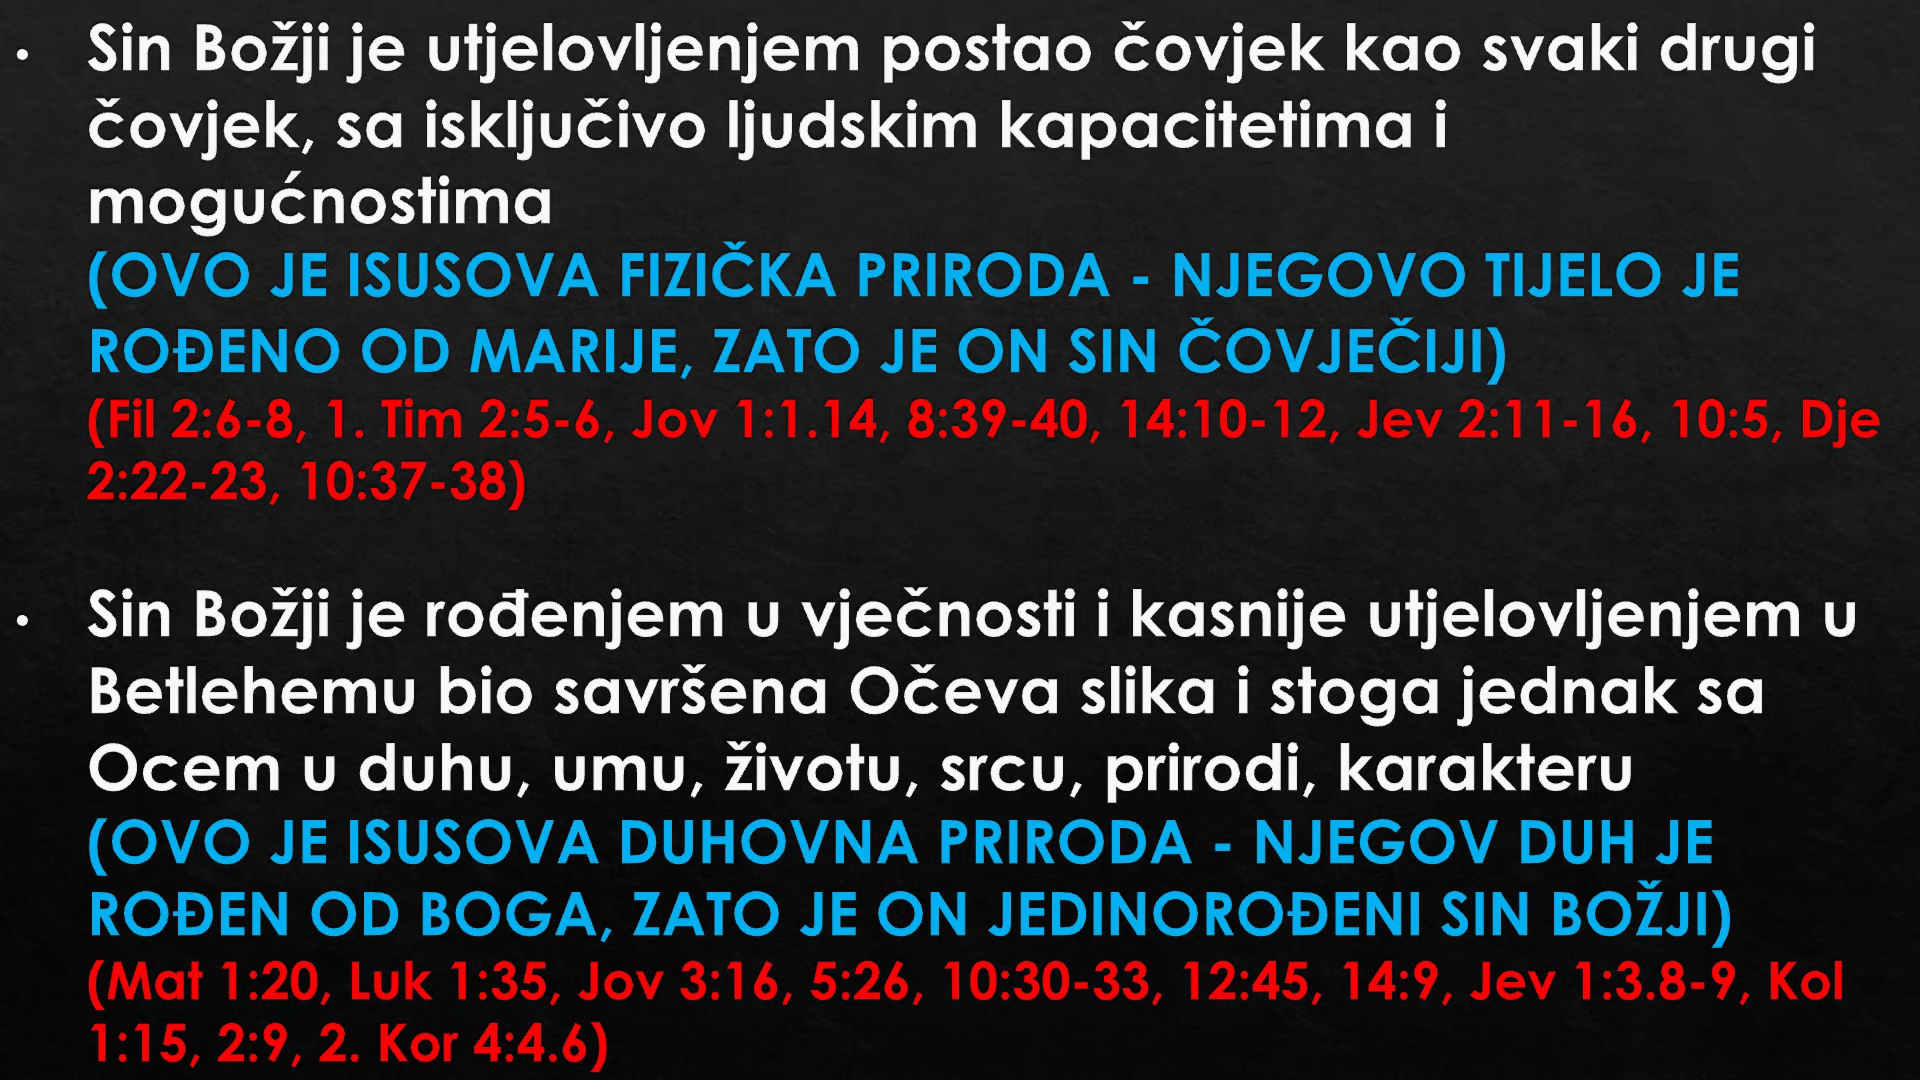 • Sin Božji je utjelovljenjem postao čovjek kao svaki drugi
čovjek, sa isključivo ljudskim kapacitetima i
mogućnostima
(OVO JE ISUSOVA FIZIČKA PRIRODA - NJEGOVO TIJELO JE
ROĐENO OD MARIJE, ZATO JE ON SIN ČOVJEČIJI)
(Fil 2:6-8, 1. Tim 2:5-6, Jov 1:1.14, 8:39-40, 14:10-12, Jev 2:11-16, 10:5, Dje
2:22-23, 10:37-38)
• Sin Božji je rođenjem u vječnosti i kasnije utjelovljenjem u
Betlehemu bio savršena Očeva slika i stoga jednak sa
Ocem u duhu, umu, životu, srcu, prirodi, karakteru
(OVO JE ISUSOVA DUHOVNA PRIRODA - NJEGOV DUH JE
ROĐEN OD BOGA, ZATO JE ON JEDINOROĐENI SIN BOŽJI)
(Mat 1:20, Luk 1:35, Jov 3:16, 5:26, 10:30-33, 12:45, 14:9, Jev 1:3.8-9, Kol
1:15, 2:9, 2. Kor 4:4.6)